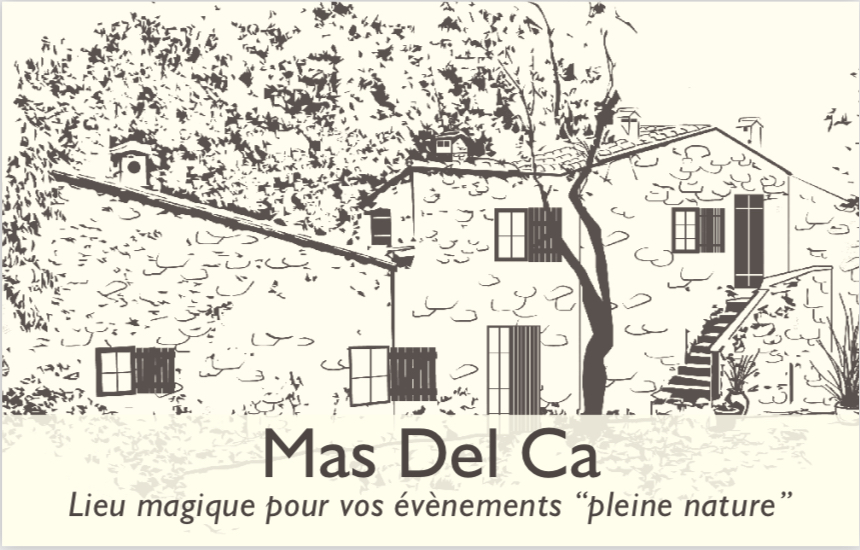 Mas Del Ca
Lieu magique pour vos évènements “pleine nature”